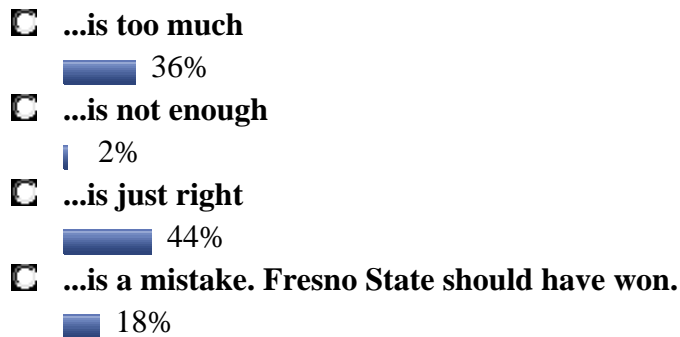 ...is too much
36%
...is not enough
2%
...is just right
44%
...is a mistake. Fresno State should have won.
18%